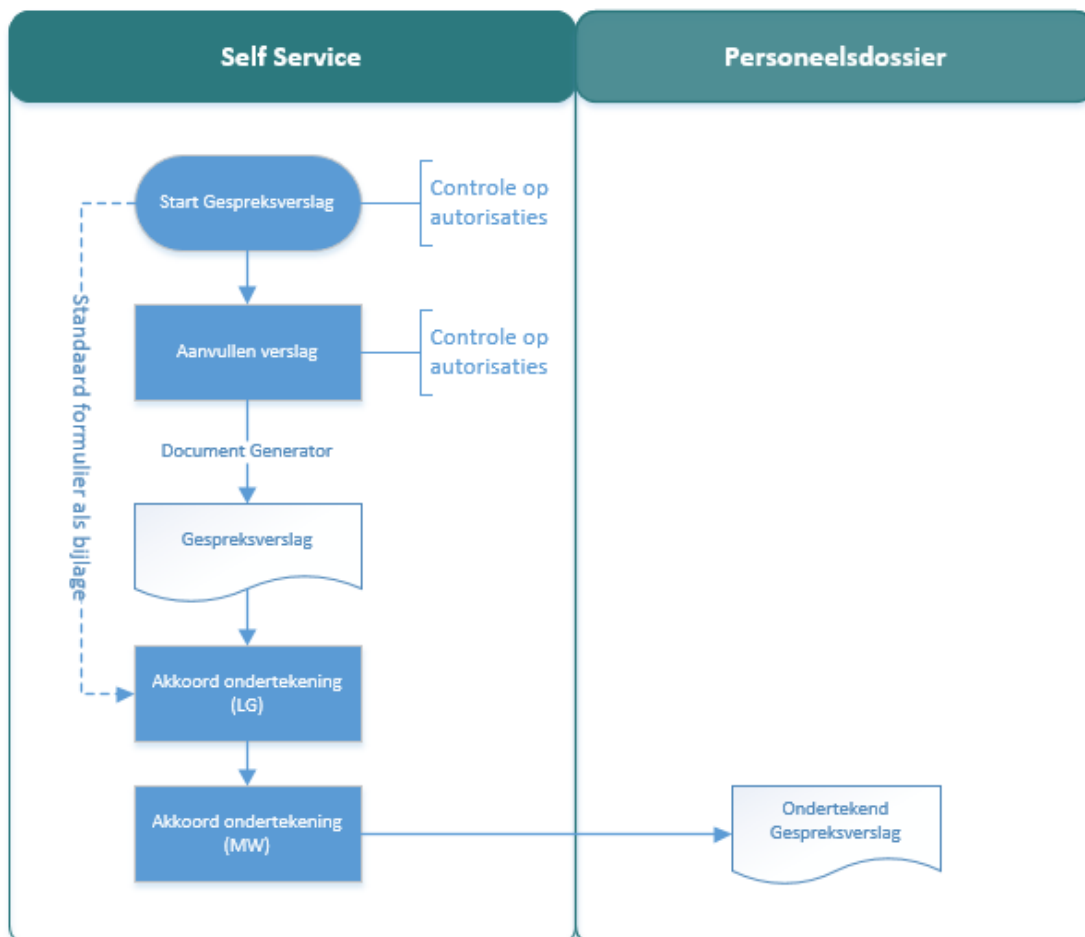 Self Service
Personeelsdossier
Start Gespreksverslag
Controle op
autorisaties
Standaard formulier als bijlage
Aanvullen verslag
Controle op
autorisaties
Document Generator
Gespreksverslag
Akkoord ondertekening
(LG)
Akkoord ondertekening
(MW)
Ondertekend
Gespreksverslag